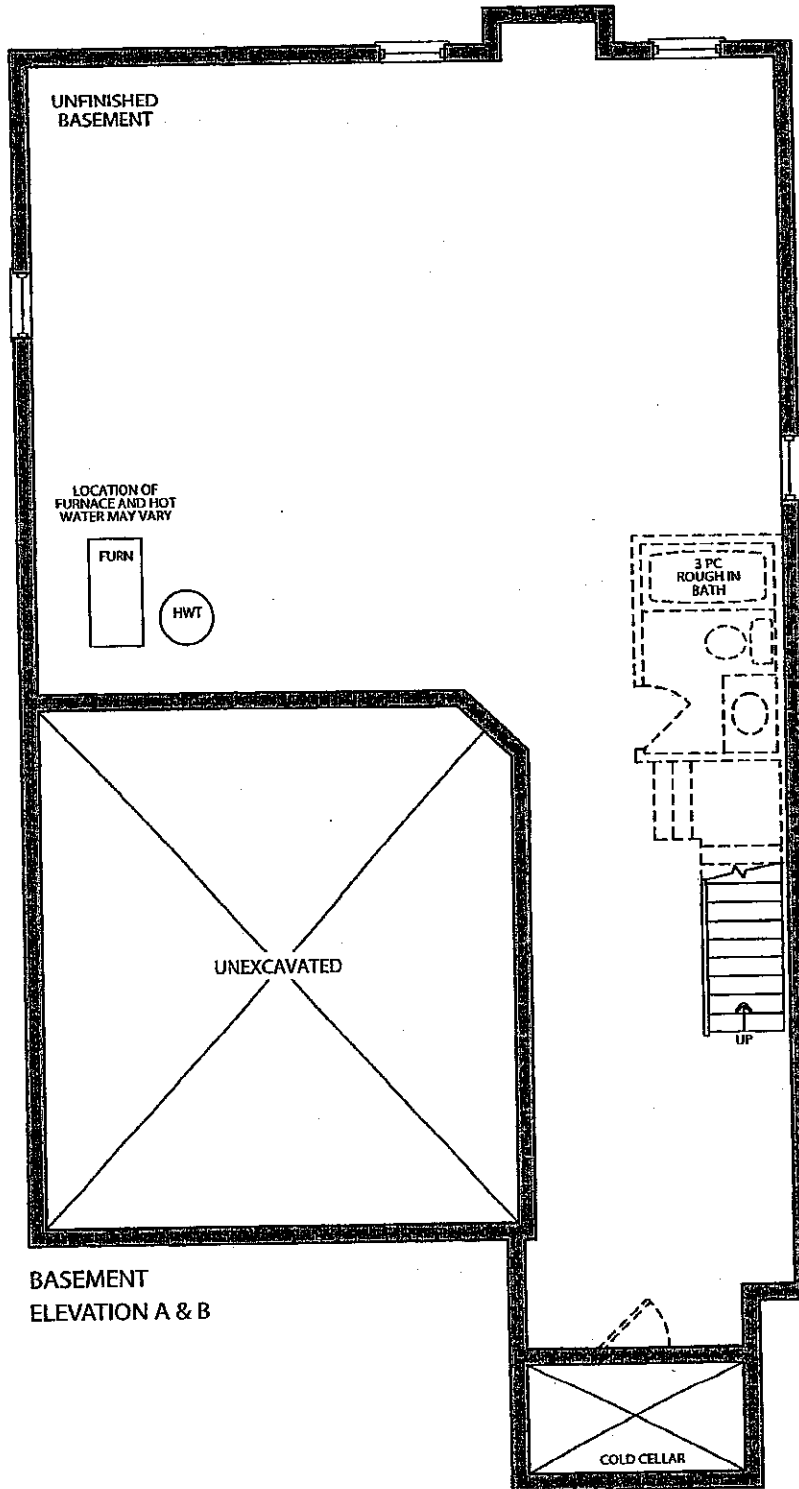 UNFINISHED
BASEMENT
LOCATION OF
FURNACE AND HOT
WATER MAY VARY
FURN
HWT
3 PC
ROUGH IN
BATH
UNEXCAVATED
UP
BASEMENT
ELEVATION A & B
COLD CELLAR